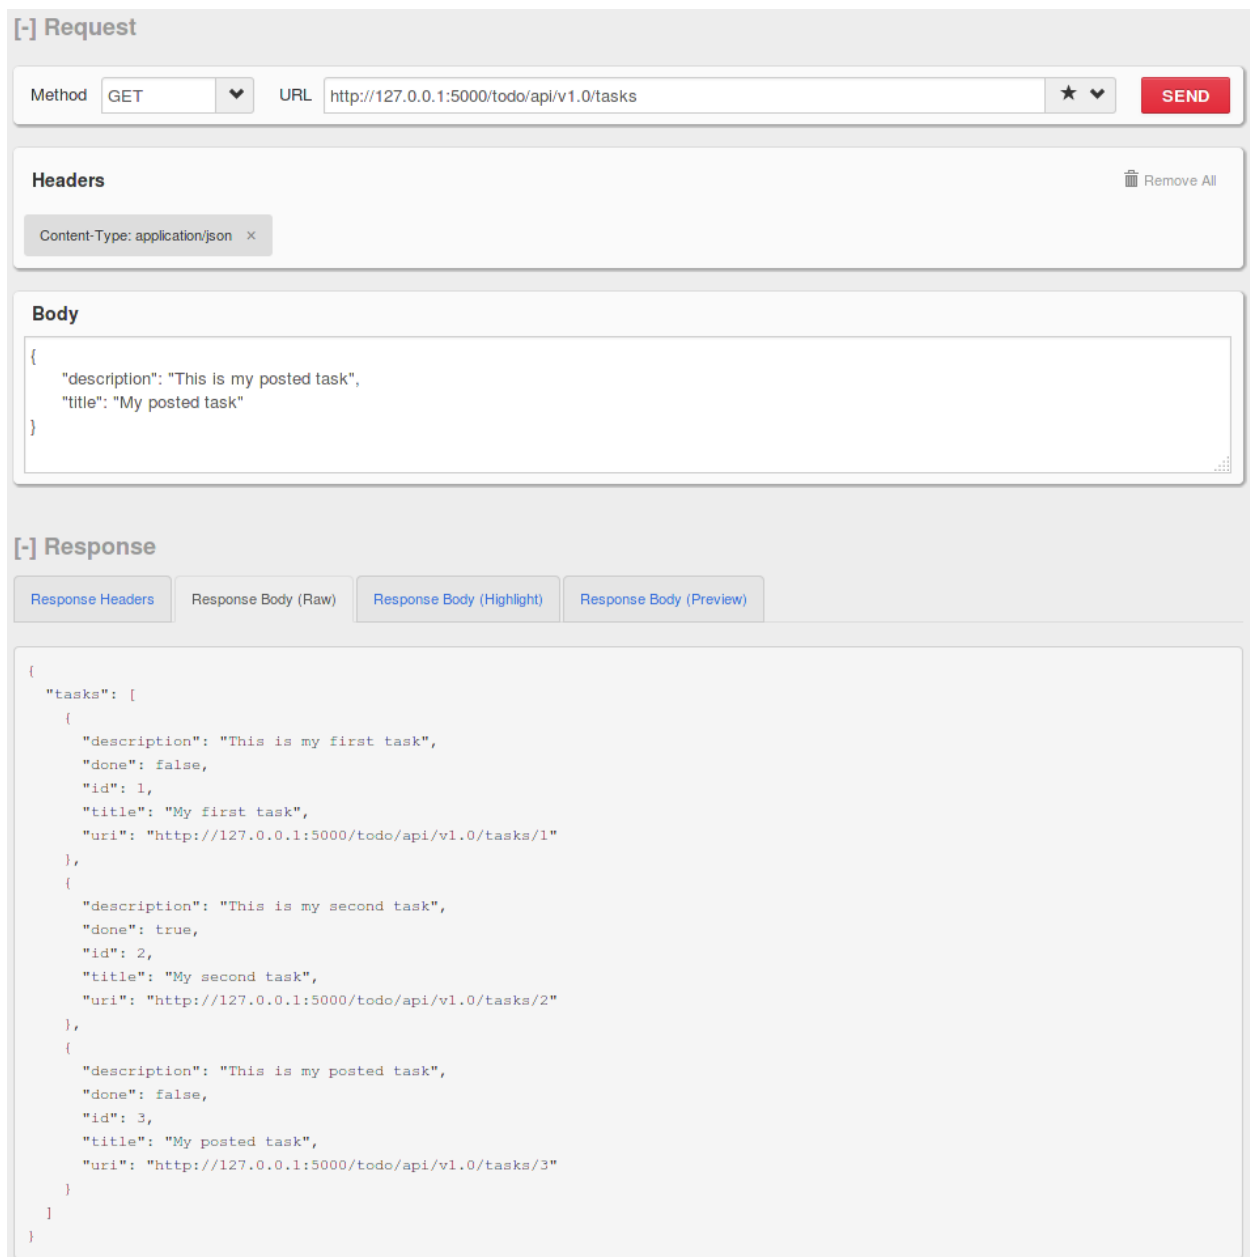 [-] Request
Method GET URL http://127.0.0.1:5000/todo/api/v1.0/tasks SEND
Headers Remove All
Content-Type: application/json ×
Body
{
"description": "This is my posted task",
"title": "My posted task"
}
[-] Response
Response Headers Response Body (Raw) Response Body (Highlight) Response Body (Preview)
{
"tasks": [
{
"description": "This is my first task",
"done": false,
"id": 1,
"title": "My first task",
"uri": "http://127.0.0.1:5000/todo/api/v1.0/tasks/1"
},
{
"description": "This is my second task",
"done": true,
"id": 2,
"title": "My second task",
"uri": "http://127.0.0.1:5000/todo/api/v1.0/tasks/2"
},
{
"description": "This is my posted task",
"done": false,
"id": 3,
"title": "My posted task",
"uri": "http://127.0.0.1:5000/todo/api/v1.0/tasks/3"
}
]
}